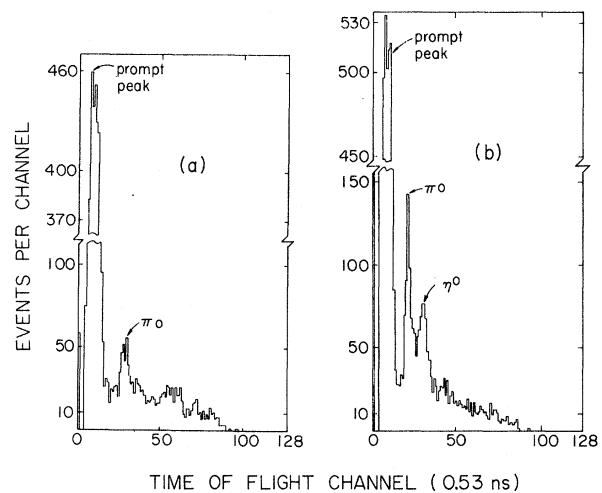 460
400
370
100
50
10
0
50
100
128
prompt
peak
(a)
π0
EVENTS PER CHANNEL
530
500
450
150
100
50
10
0
50
100
128
prompt
peak
(b)
π0
η0
TIME OF FLIGHT CHANNEL (0.53 ns)